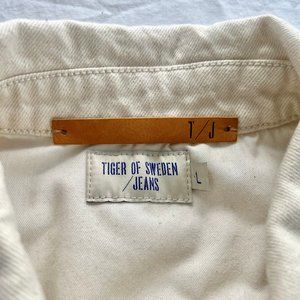 T/J
TIGER OF SWEDEN
/JEANS
L